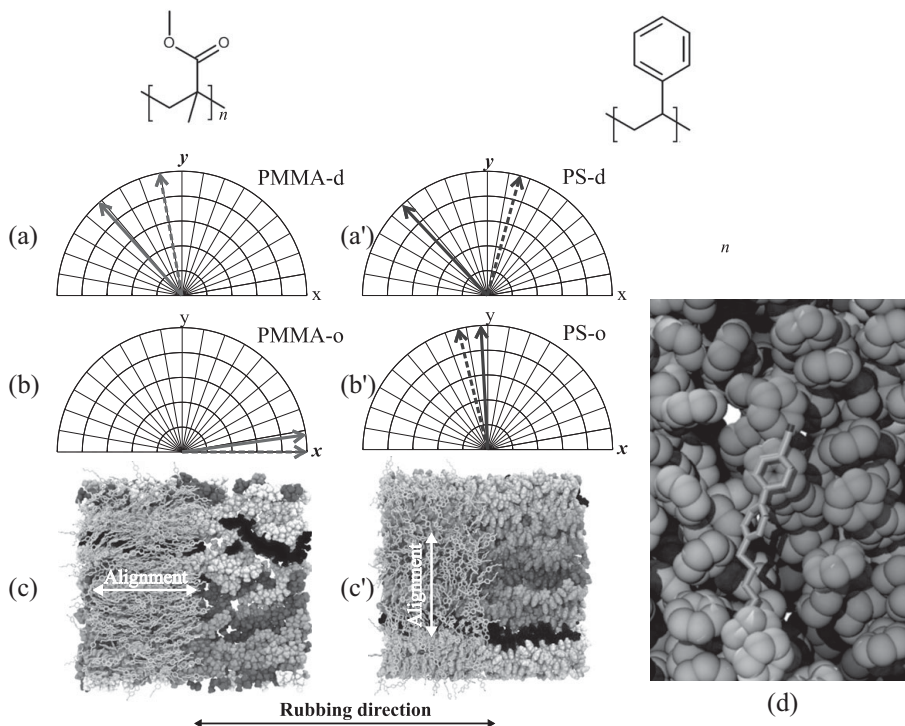 O
O
n
y
PMMA-d
(a)
x
y
PS-d
(a')
x
n
y
PMMA-o
(b)
x
y
PS-o
(b')
x
Alignment
(c)
Alignment
(c')
(d)
Rubbing direction